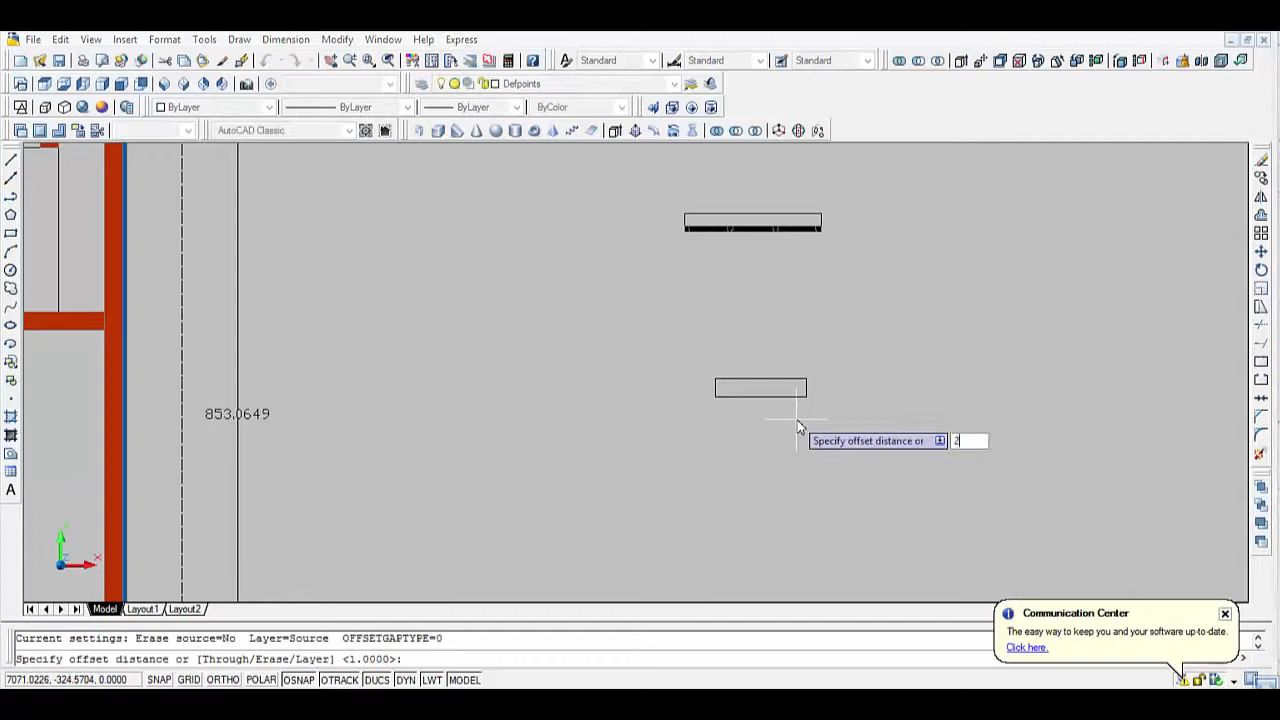 File Edit View Insert Format Tools Draw Dimension Modify Window Help Express
Standard Standard Standard
Defpoints
ByLayer ByLayer ByLayer ByColor
AutoCAD Classic
853.0649
Specify offset distance or 2
Y
Z X
A
Model Layout1 Layout2
Communication Center
The easy way to keep you and your software up-to-date.
Click here.
Current settings: Erase source=No Layer=Source OFFSETGAPTYPE=0
Specify offset distance or [Through/Erase/Layer] <1.0000>:
7071.0226, -324.5704, 0.0000 SNAP GRID ORTHO POLAR OSNAP OTRACK DUCS DYN LWT MODEL